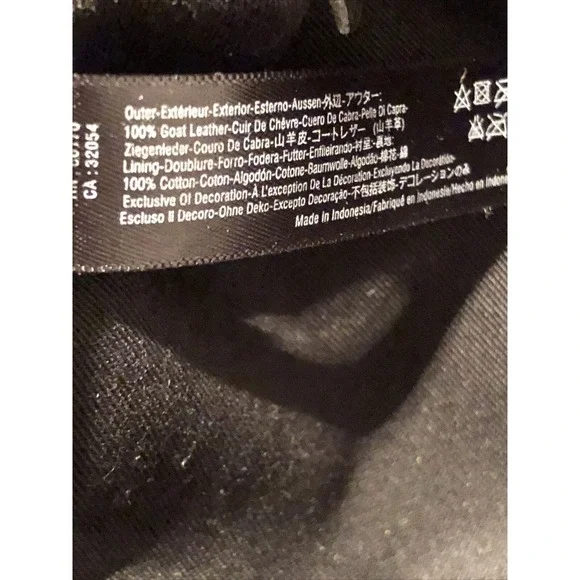 Outer-Extérieur-Exterior-Esterno-Aussen-外辺-アウター:
100% Goat Leather-Cuir De Chèvre-Cuero De Cabra-Pelle Di Capra-
Ziegenleder-Couro De Cabra-山羊皮-ゴートレザー (山羊革)
Lining-Doublure-Forro-Fodera-Futter-Enfileirando-村里-裏地:
100% Cotton-Coton-Algodón-Cotone-Baumwolle-Algodão-棉花-綿
Exclusive Of Decoration-À L'exception De La Décoration-Excluyendo La Decoration-
Escluso Il Decoro-Ohne Deko-Excepto Decoração-不包括装饰-デコレーションのみ
Made in Indonesia/Fabriqué en Indonesie/Hecho en Indone
CA : 32054